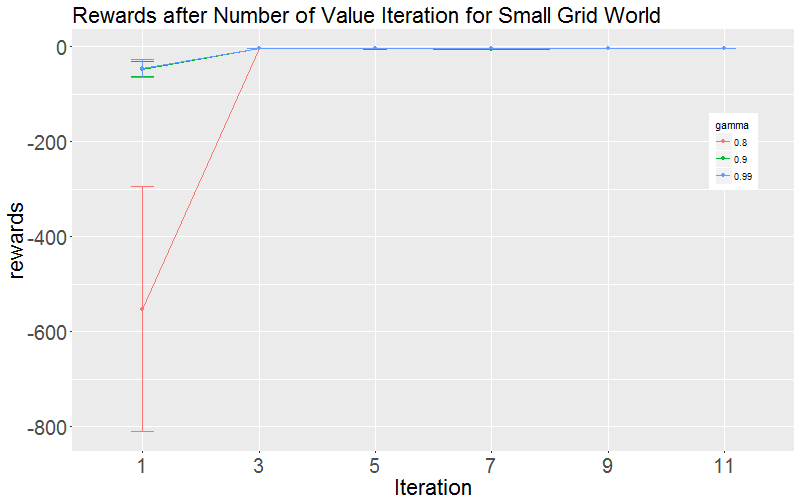 Rewards after Number of Value Iteration for Small Grid World
0
-200
-400
-600
-800
rewards
gamma
0.8
0.9
0.99
1 3 5 7 9 11
Iteration